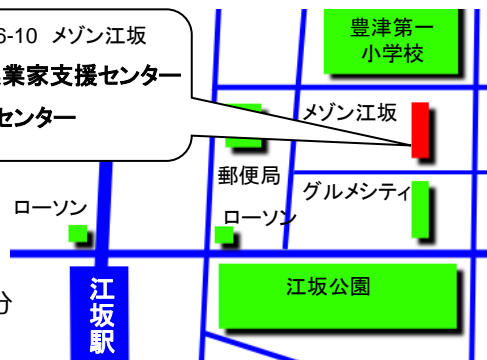 6-10 メゾン江坂
業家支援センター
センター
豊津第一
小学校
メゾン江坂
郵便局
グルメシティ
ローソン
ローソン
江坂公園
分
江坂駅